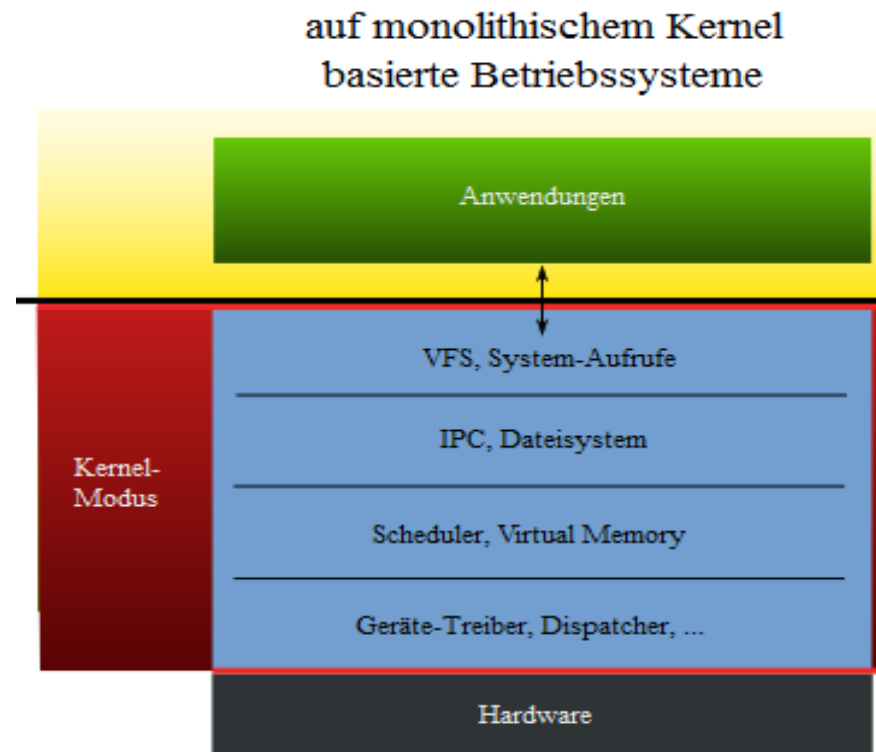 auf monolithischem Kernel
basierte Betriebssysteme
Anwendungen
VFS, System-Aufrufe
IPC, Dateisystem
Kernel-
Modus
Scheduler, Virtual Memory
Geräte-Treiber, Dispatcher, ...
Hardware